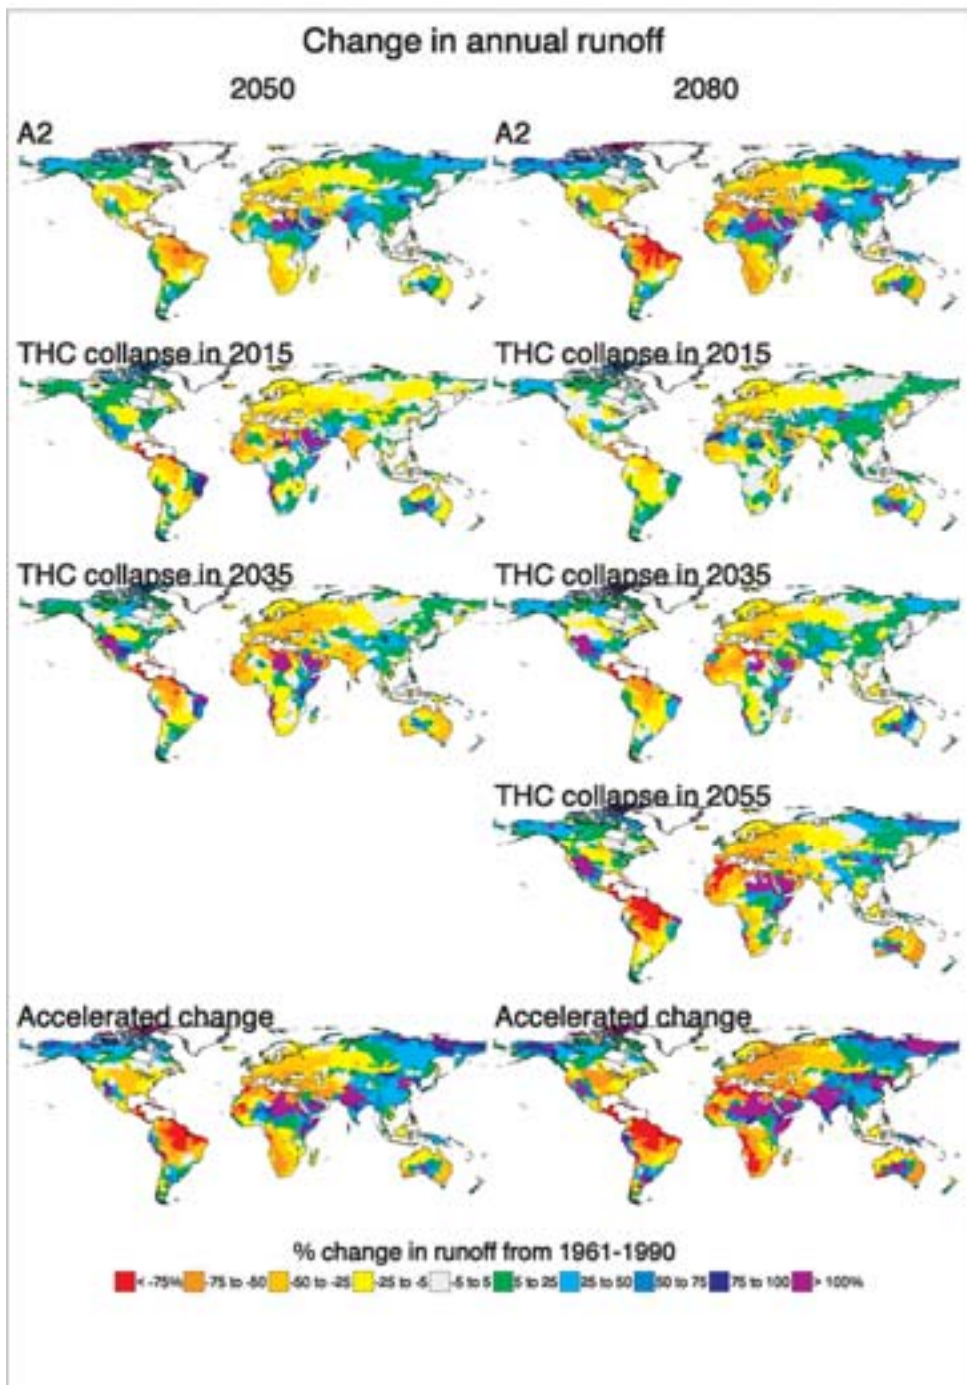 Change in annual runoff
2050 2080
A2 A2
THC collapse in 2015 THC collapse in 2015
THC collapse in 2035 THC collapse in 2035
THC collapse in 2055
Accelerated change Accelerated change
% change in runoff from 1961-1990
< -75% -75 to -50 -50 to -25 -25 to -5 -5 to 5 5 to 25 25 to 50 50 to 75 75 to 100 > 100%